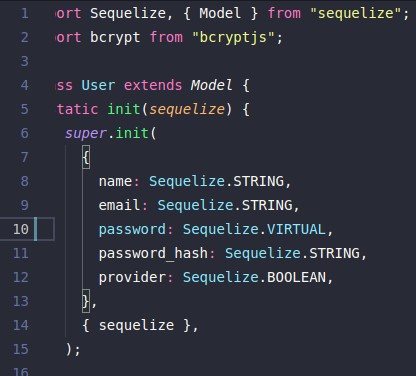 1 ort Sequelize, { Model } from "sequelize";
2 ort bcrypt from "bcryptjs";
3
4 ss User extends Model {
5 tatic init(sequelize) {
6 super.init(
7 {
8 name: Sequelize.STRING,
9 email: Sequelize.STRING,
10 password: Sequelize.VIRTUAL,
11 password_hash: Sequelize.STRING,
12 provider: Sequelize.BOOLEAN,
13 },
14 { sequelize },
15 );
16